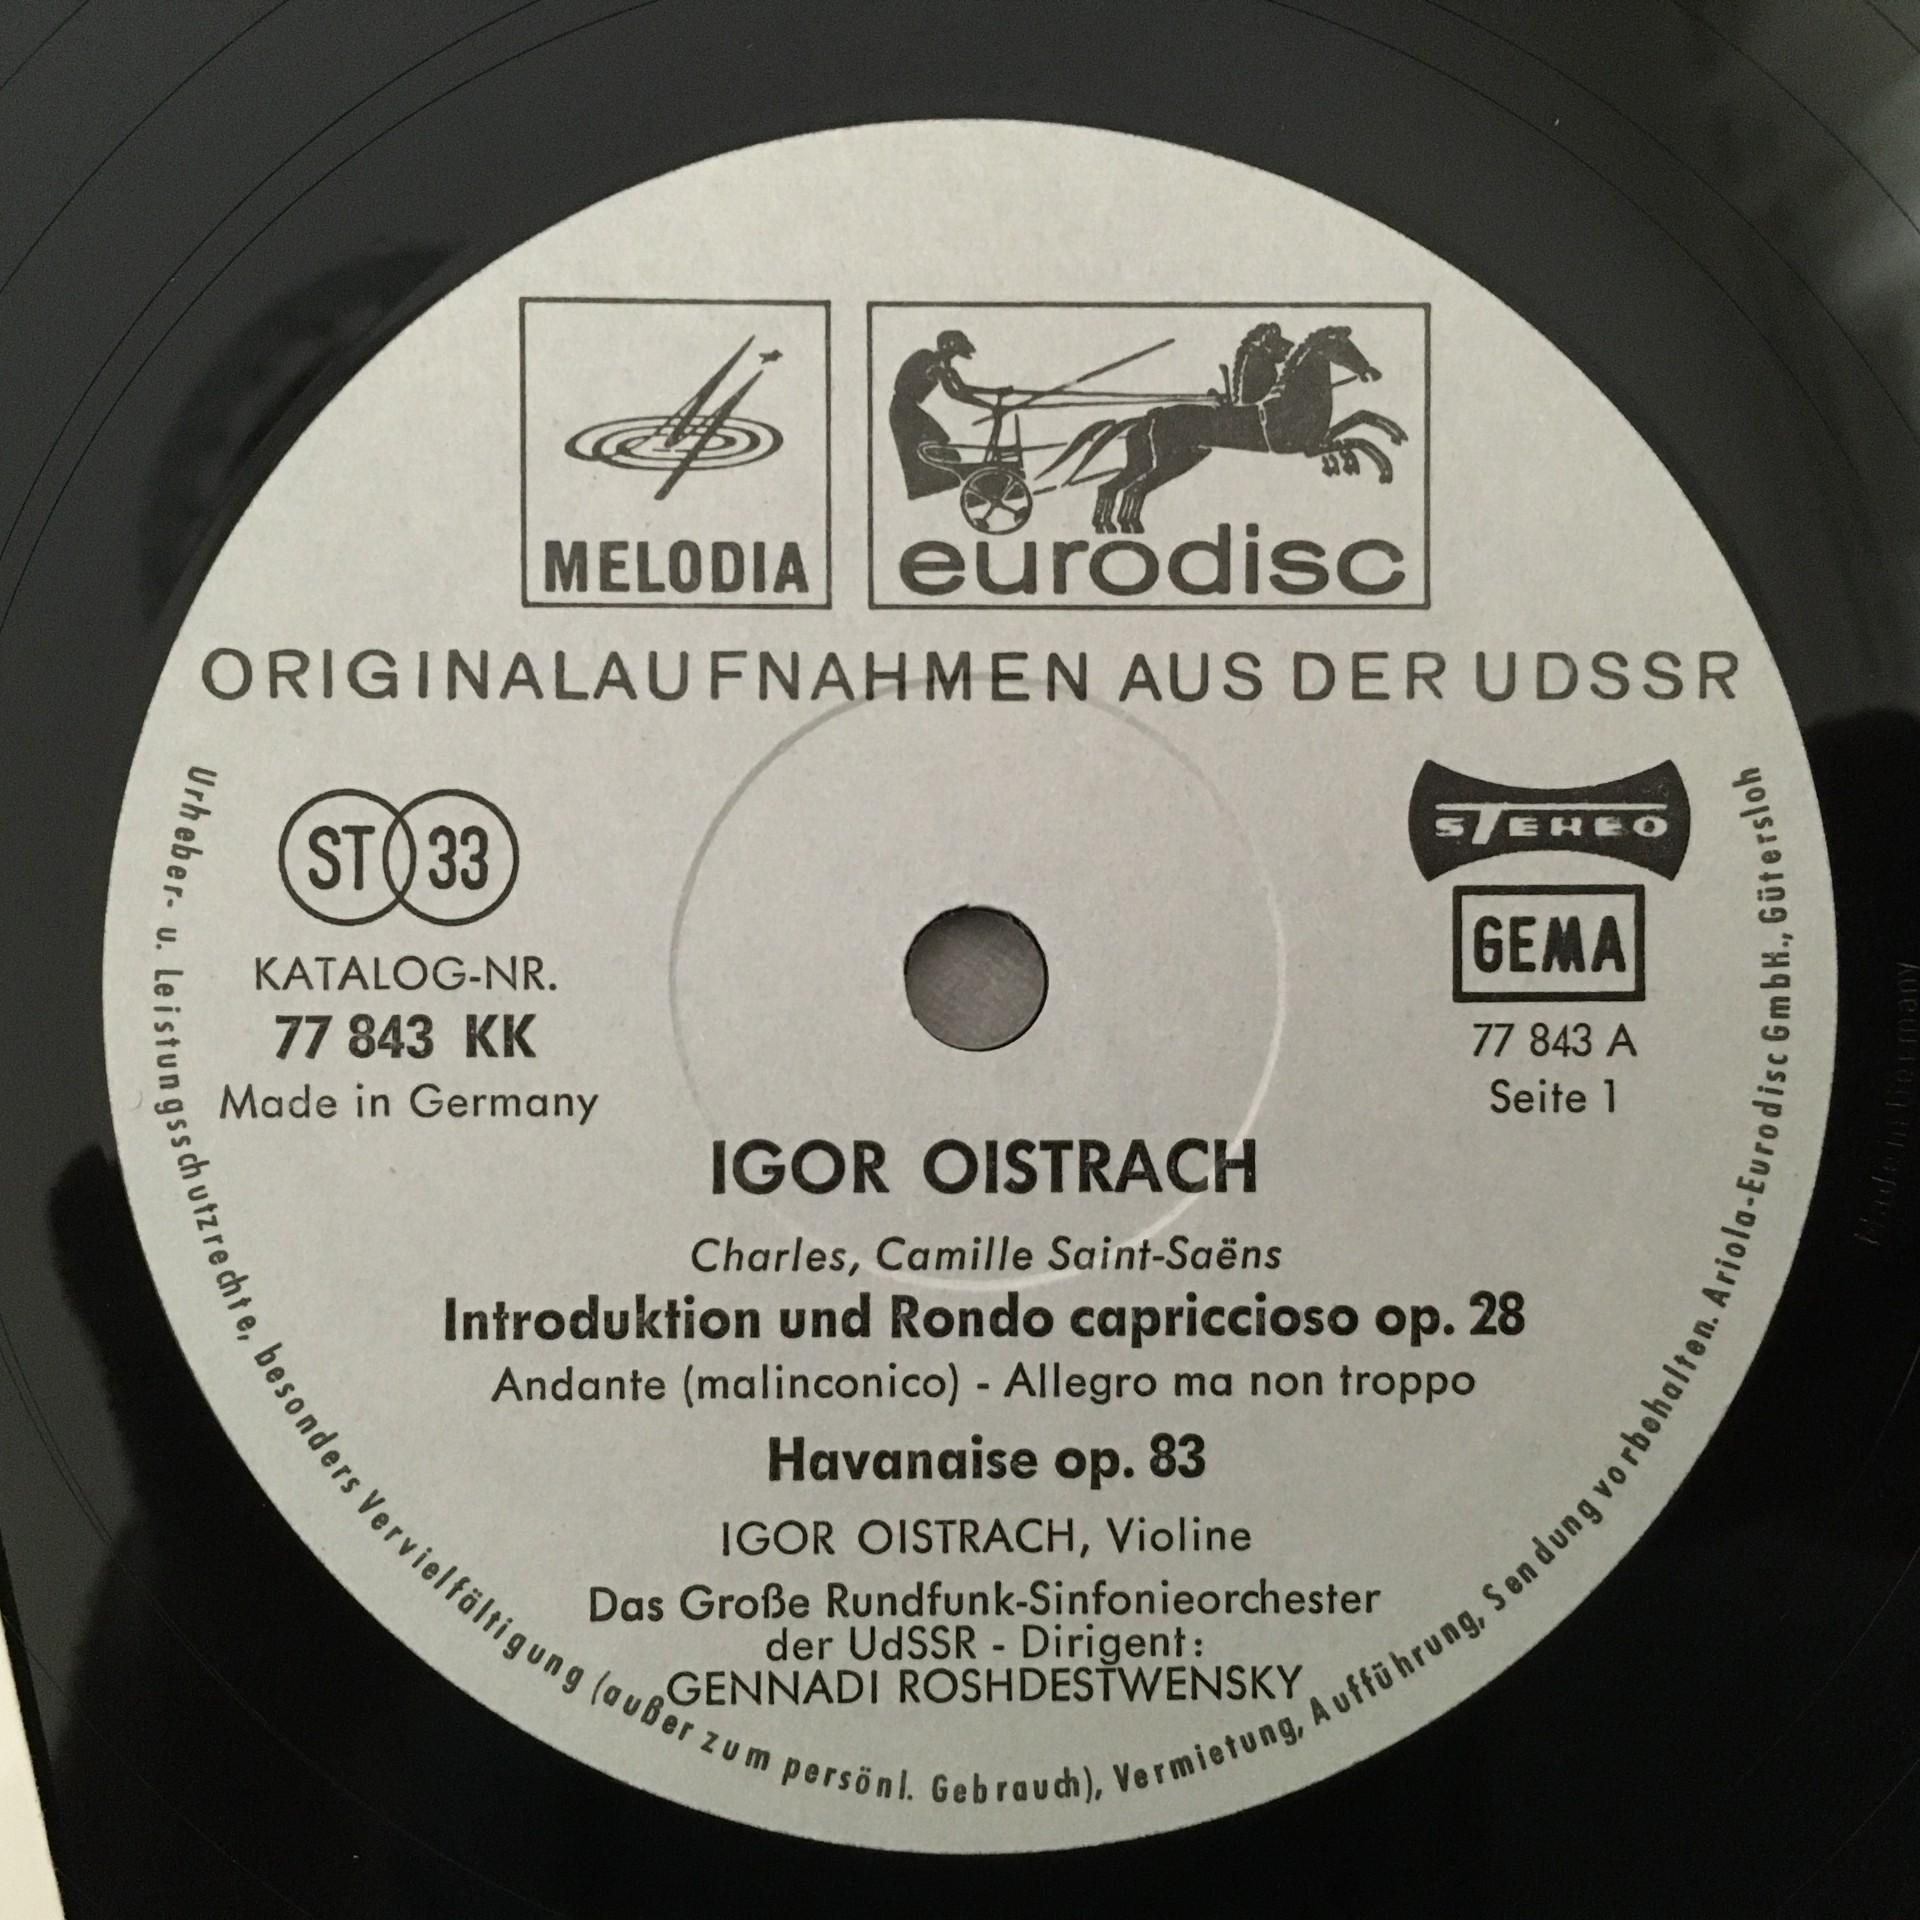 MELODIA
eurodisc
ORIGINALAUFNAHMEN AUS DER UDSSR
ST 33
KATALOG-NR.
77 843 KK
Made in Germany
STEREO
GEMA
77 843 A
Seite 1
IGOR OISTRACH
Charles, Camille Saint-Saëns
Introduktion und Rondo capriccioso op. 28
Andante (malinconico) - Allegro ma non troppo
Havanaise op. 83
IGOR OISTRACH, Violine
Das Große Rundfunk-Sinfonieorchester
der UdSSR - Dirigent:
GENNADI ROSHDESTWENSKY
Urheber- u. Leistungsschutzrechte, besonders Vervielfältigung (außer zum persönl. Gebrauch), Vermietung, Aufführung, Sendung vorbehalten. Ariola-Eurodisc GmbH., Gütersloh
Made in Germany